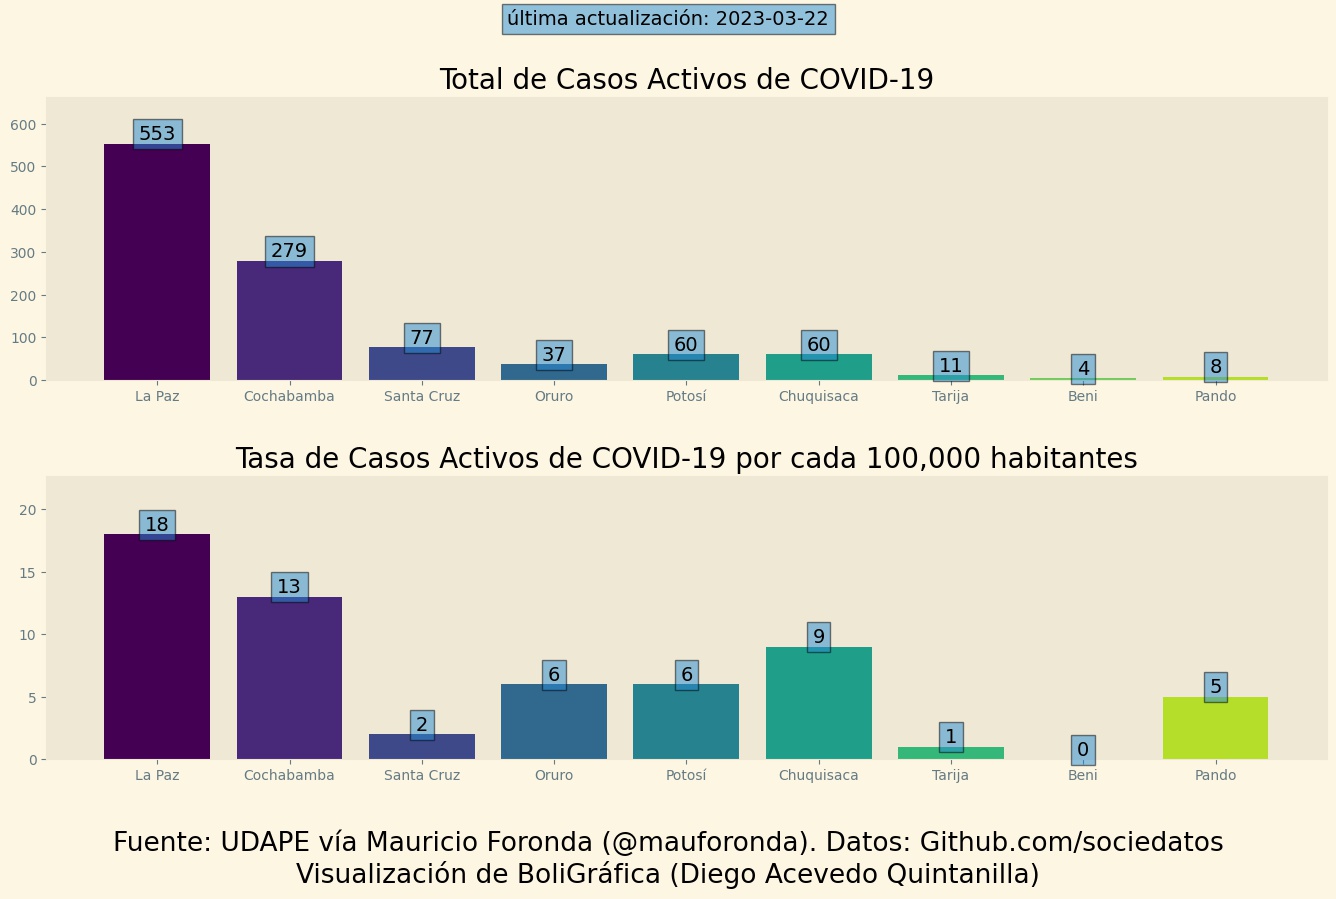 última actualización: 2023-03-22
Total de Casos Activos de COVID-19
600
500
400
300
200
100
0
553
279
77
37
60
60
11
4
8
La Paz
Cochabamba
Santa Cruz
Oruro
Potosí
Chuquisaca
Tarija
Beni
Pando
Tasa de Casos Activos de COVID-19 por cada 100,000 habitantes
20
15
10
5
0
18
13
2
6
6
9
1
0
5
La Paz
Cochabamba
Santa Cruz
Oruro
Potosí
Chuquisaca
Tarija
Beni
Pando
Fuente: UDAPE vía Mauricio Foronda (@mauforonda). Datos: Github.com/sociedatos
Visualización de BoliGráfica (Diego Acevedo Quintanilla)